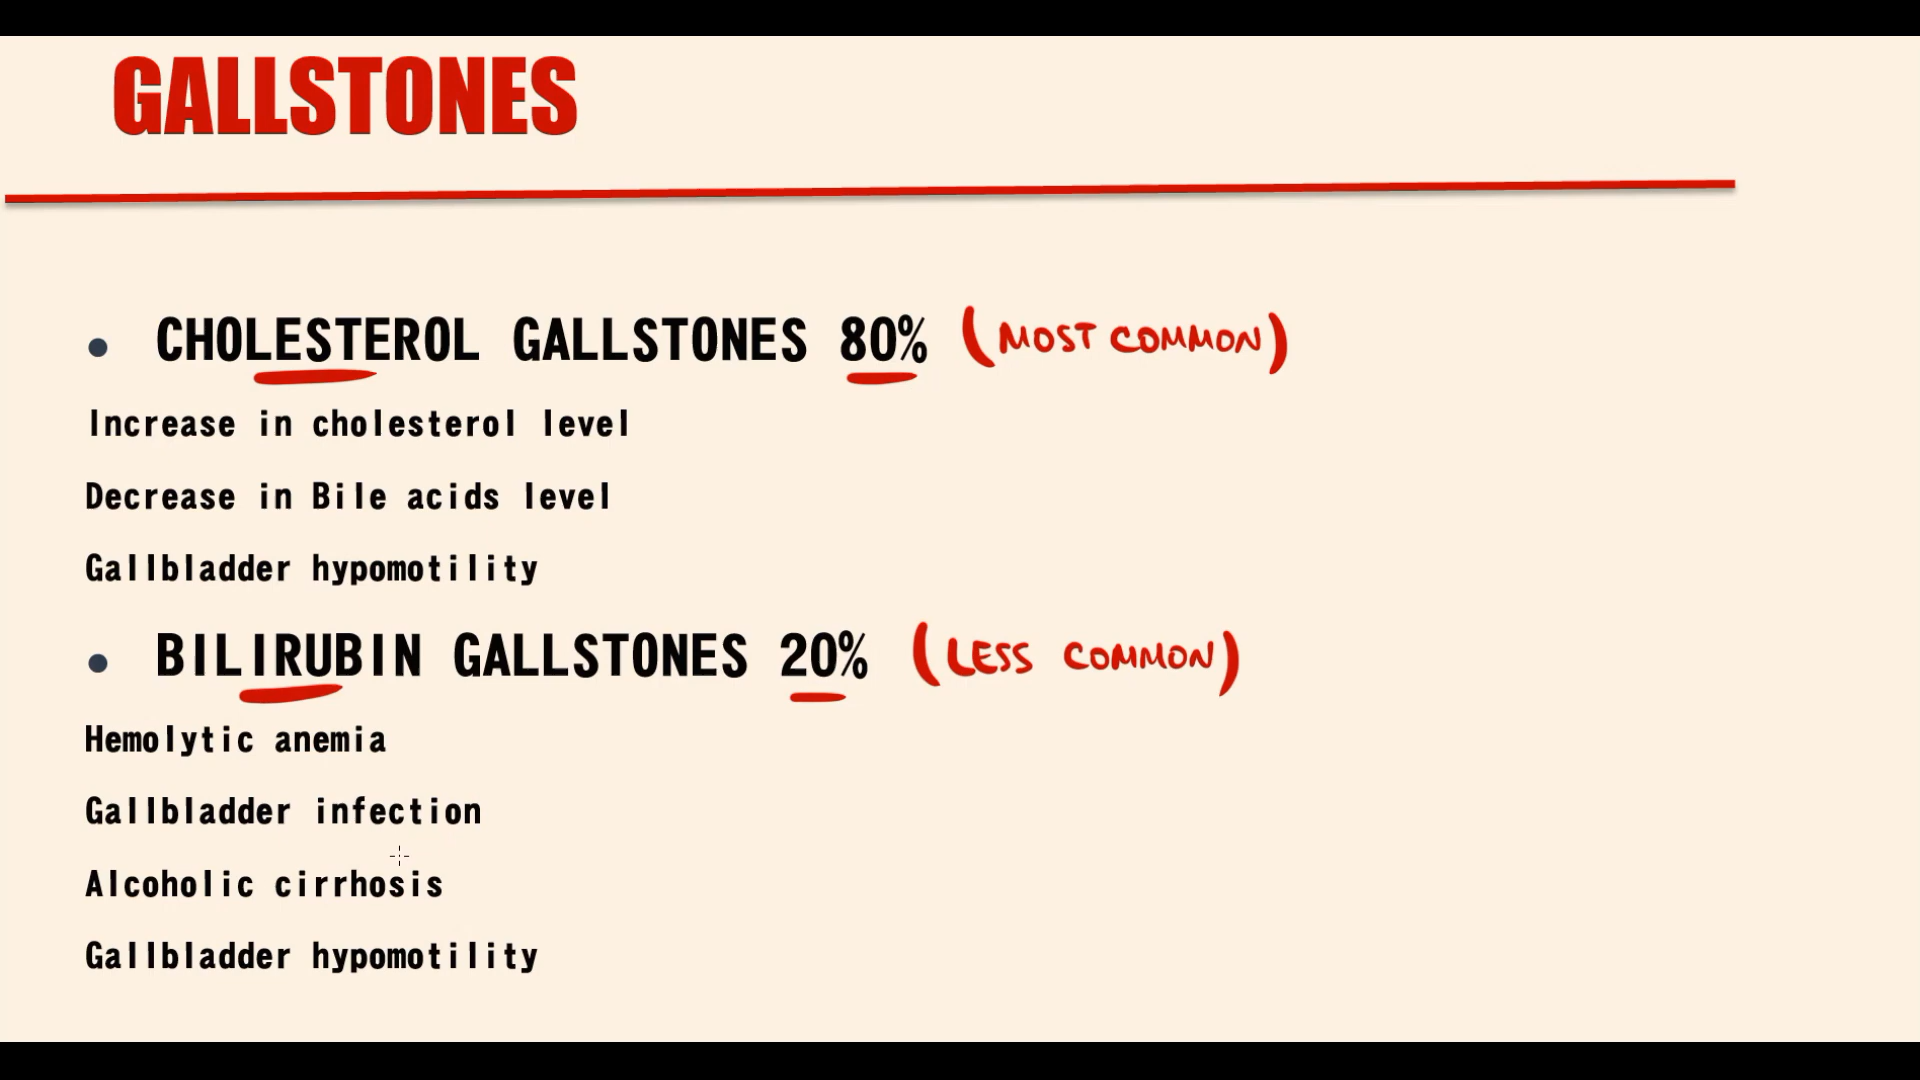 GALLSTONES
• CHOLESTEROL GALLSTONES 80% (MOST COMMON)
Increase in cholesterol level
Decrease in Bile acids level
Gallbladder hypomotility
• BILIRUBIN GALLSTONES 20% (LESS COMMON)
Hemolytic anemia
Gallbladder infection
Alcoholic cirrhosis
Gallbladder hypomotility